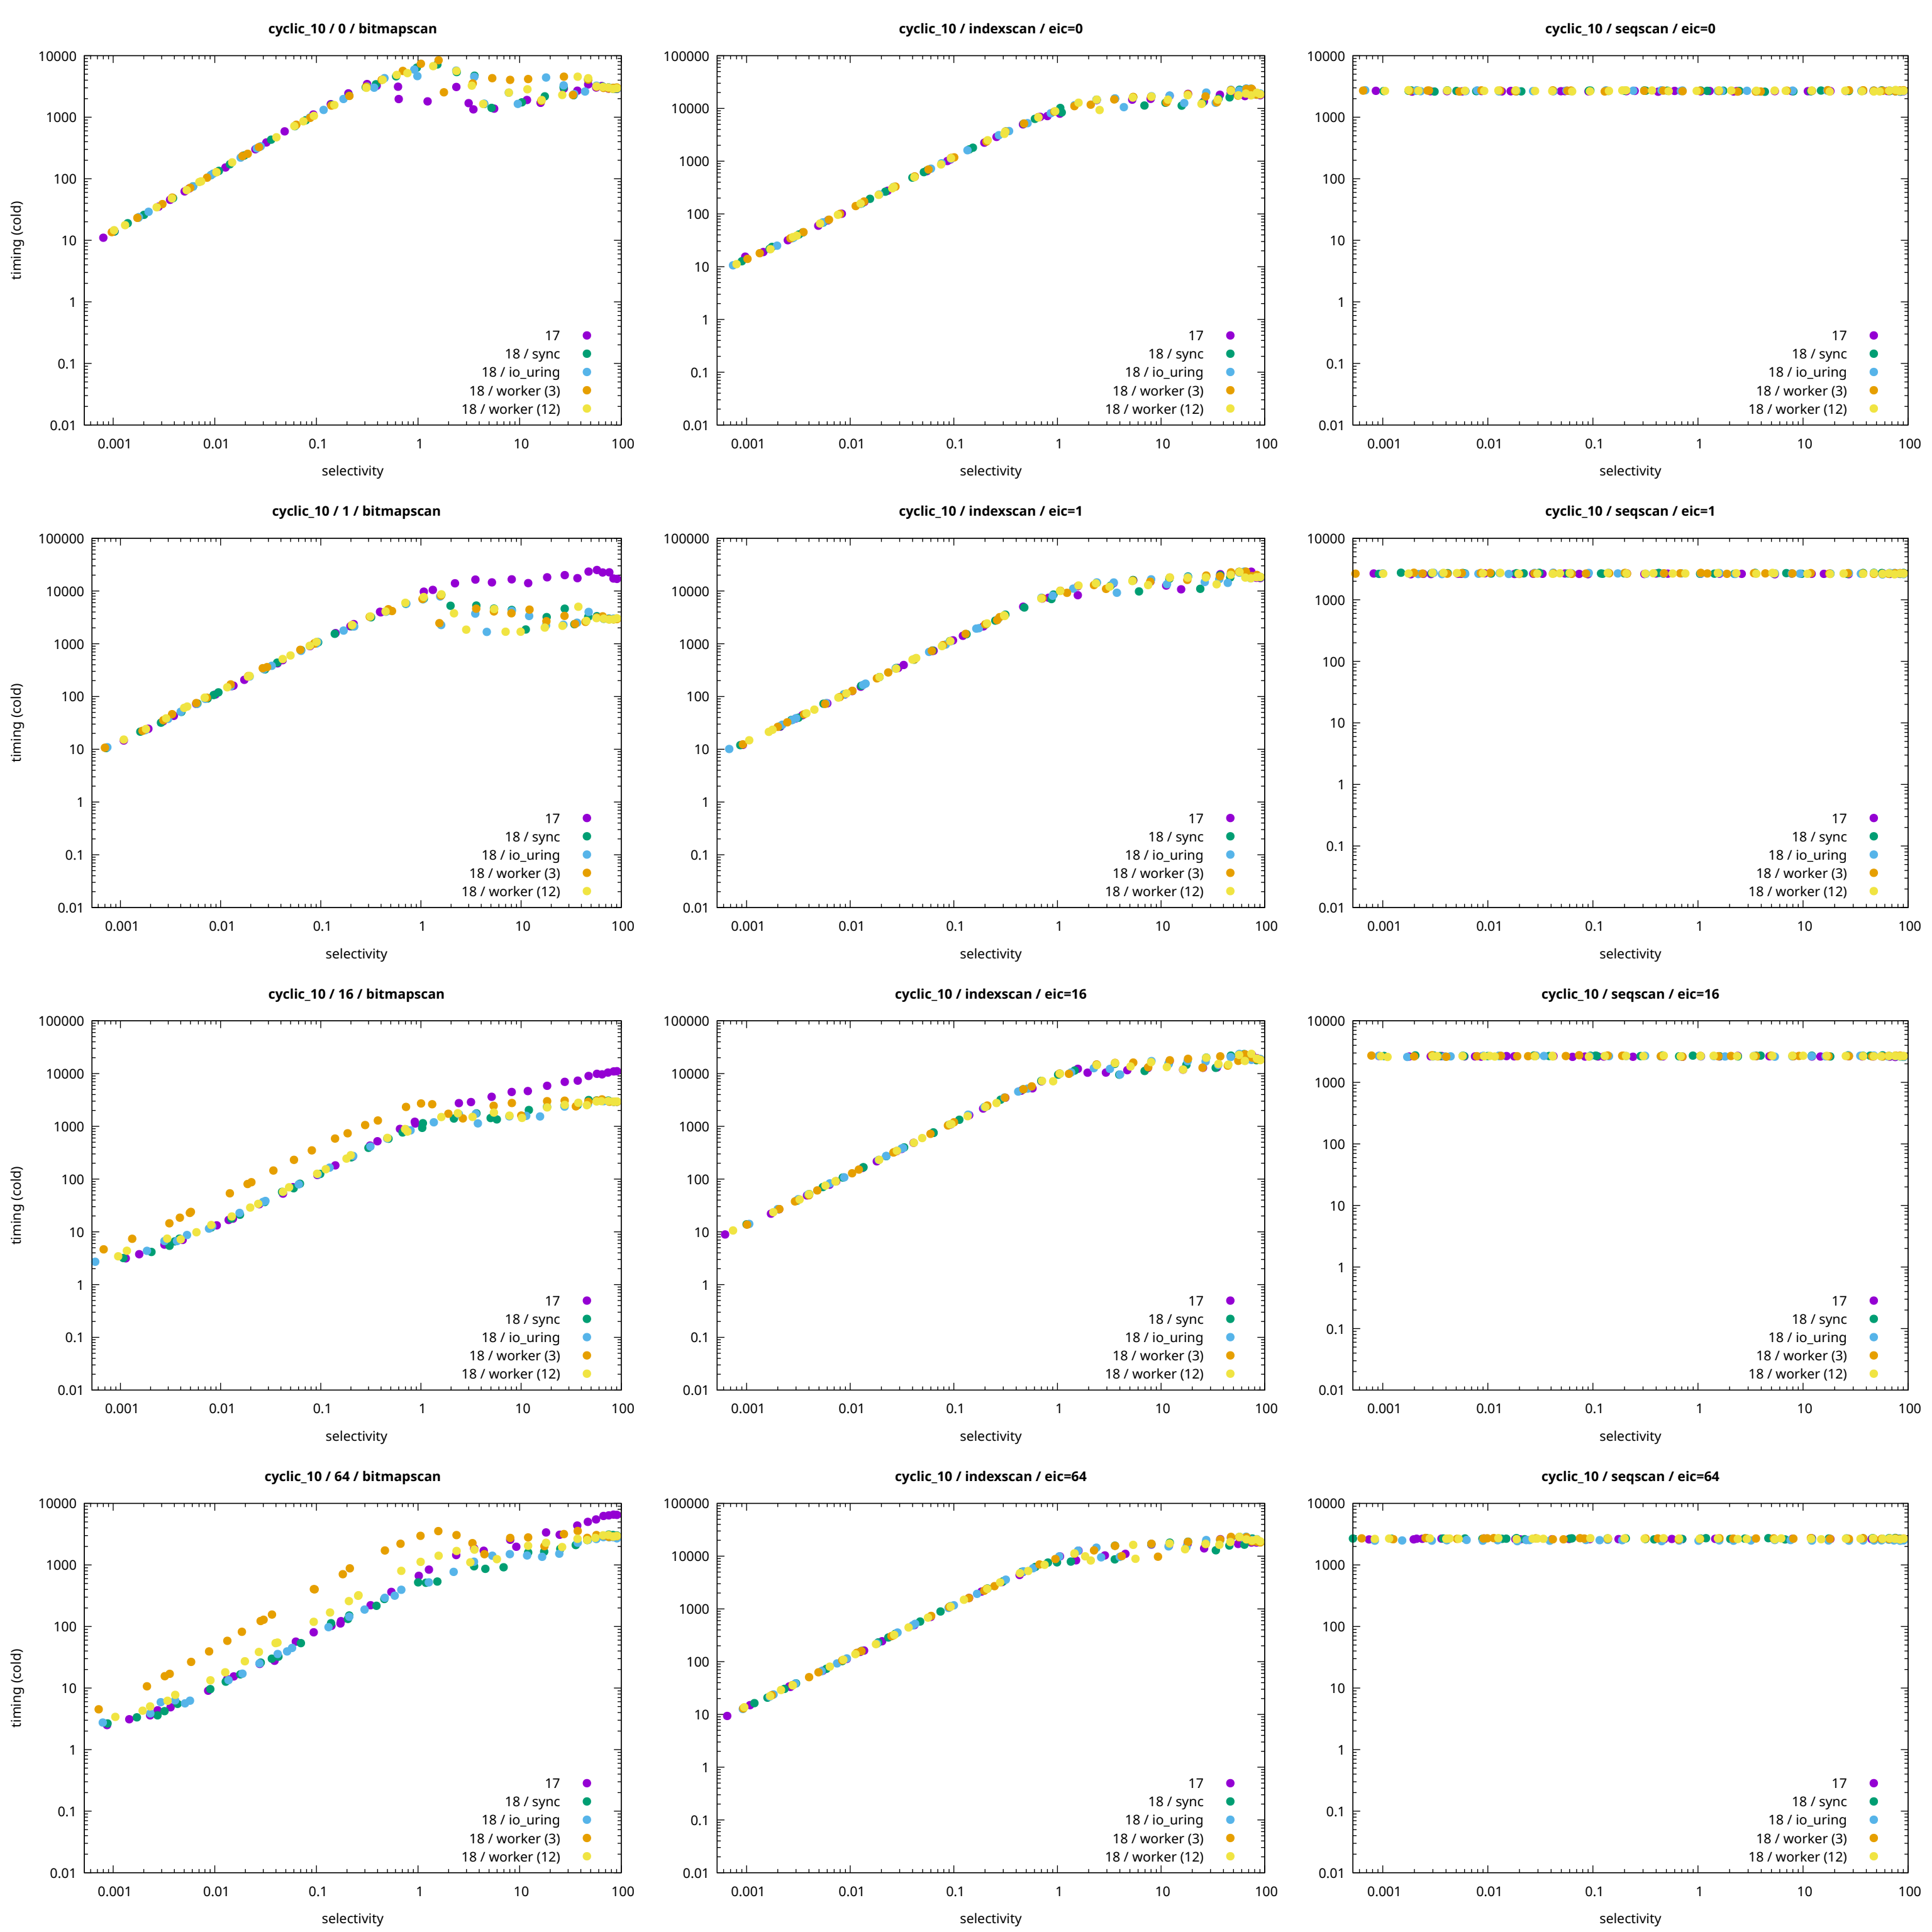 cyclic_10 / 0 / bitmapscan
timing (cold)
10000
1000
100
10
1
0.1
0.01
17
18 / sync
18 / io_uring
18 / worker (3)
18 / worker (12)
0.001 0.01 0.1 1 10 100
selectivity
cyclic_10 / indexscan / eic=0
100000
10000
1000
100
10
1
0.1
0.01
17
18 / sync
18 / io_uring
18 / worker (3)
18 / worker (12)
0.001 0.01 0.1 1 10 100
selectivity
cyclic_10 / seqscan / eic=0
10000
1000
100
10
1
0.1
0.01
17
18 / sync
18 / io_uring
18 / worker (3)
18 / worker (12)
0.001 0.01 0.1 1 10 100
selectivity
cyclic_10 / 1 / bitmapscan
timing (cold)
100000
10000
1000
100
10
1
0.1
0.01
17
18 / sync
18 / io_uring
18 / worker (3)
18 / worker (12)
0.001 0.01 0.1 1 10 100
selectivity
cyclic_10 / indexscan / eic=1
100000
10000
1000
100
10
1
0.1
0.01
17
18 / sync
18 / io_uring
18 / worker (3)
18 / worker (12)
0.001 0.01 0.1 1 10 100
selectivity
cyclic_10 / seqscan / eic=1
10000
1000
100
10
1
0.1
0.01
17
18 / sync
18 / io_uring
18 / worker (3)
18 / worker (12)
0.001 0.01 0.1 1 10 100
selectivity
cyclic_10 / 16 / bitmapscan
timing (cold)
100000
10000
1000
100
10
1
0.1
0.01
17
18 / sync
18 / io_uring
18 / worker (3)
18 / worker (12)
0.001 0.01 0.1 1 10 100
selectivity
cyclic_10 / indexscan / eic=16
100000
10000
1000
100
10
1
0.1
0.01
17
18 / sync
18 / io_uring
18 / worker (3)
18 / worker (12)
0.001 0.01 0.1 1 10 100
selectivity
cyclic_10 / seqscan / eic=16
10000
1000
100
10
1
0.1
0.01
17
18 / sync
18 / io_uring
18 / worker (3)
18 / worker (12)
0.001 0.01 0.1 1 10 100
selectivity
cyclic_10 / 64 / bitmapscan
timing (cold)
10000
1000
100
10
1
0.1
0.01
17
18 / sync
18 / io_uring
18 / worker (3)
18 / worker (12)
0.001 0.01 0.1 1 10 100
selectivity
cyclic_10 / indexscan / eic=64
100000
10000
1000
100
10
1
0.1
0.01
17
18 / sync
18 / io_uring
18 / worker (3)
18 / worker (12)
0.001 0.01 0.1 1 10 100
selectivity
cyclic_10 / seqscan / eic=64
10000
1000
100
10
1
0.1
0.01
17
18 / sync
18 / io_uring
18 / worker (3)
18 / worker (12)
0.001 0.01 0.1 1 10 100
selectivity